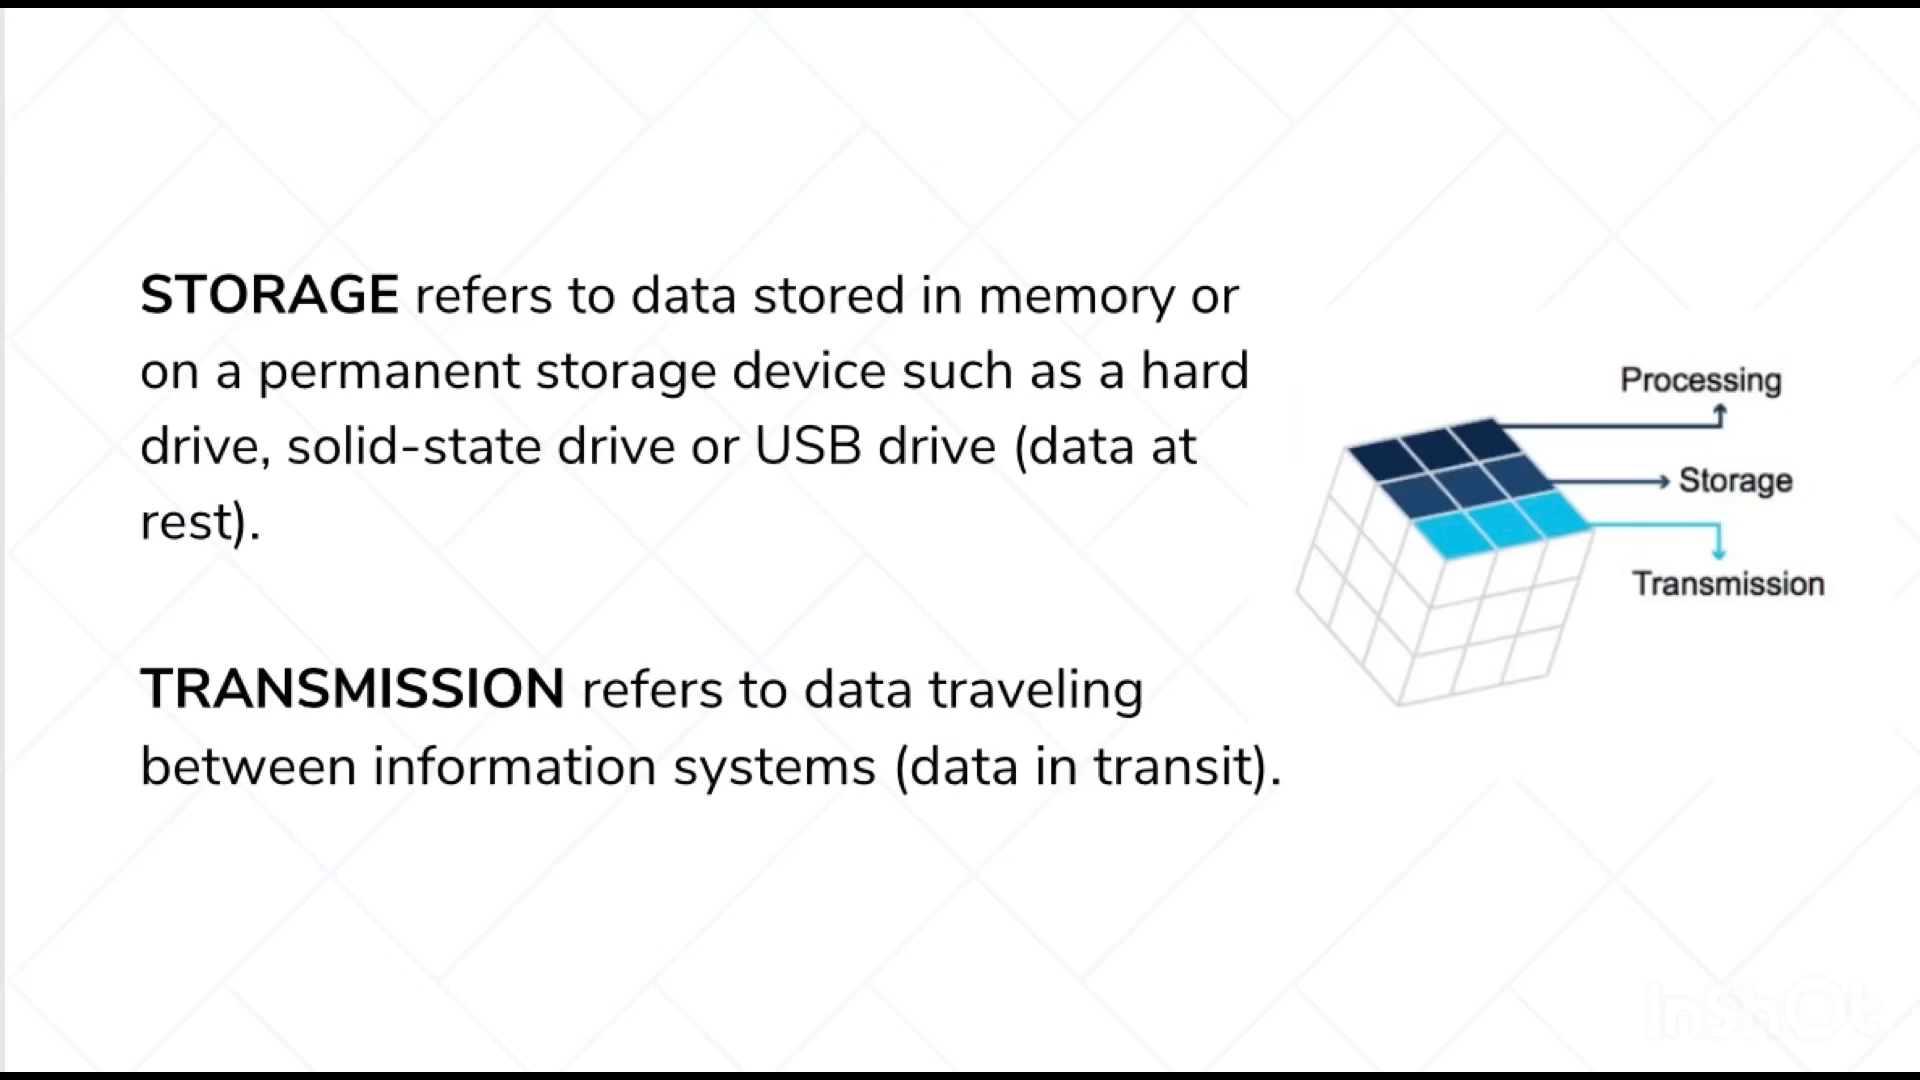 STORAGE refers to data stored in memory or
on a permanent storage device such as a hard
drive, solid-state drive or USB drive (data at
rest).
TRANSMISSION refers to data traveling
between information systems (data in transit).
Processing
Storage
Transmission
InShOt